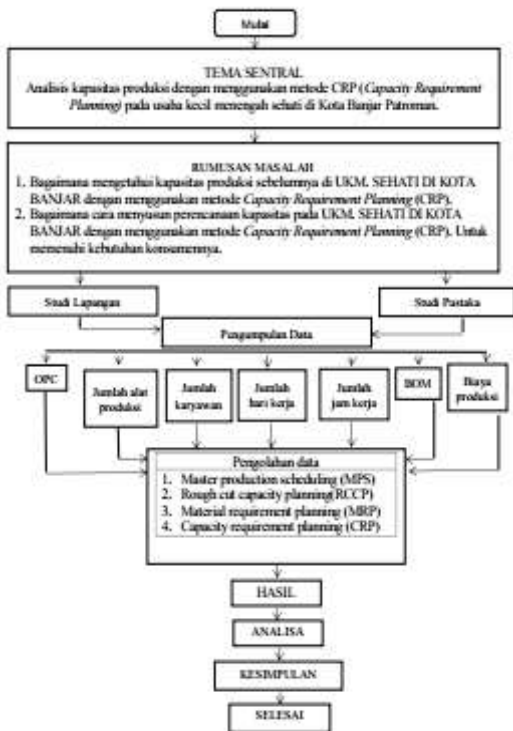 Mulai
TEMA SENTRAL
Analisis kapasitas produksi dengan menggunakan metode CRP (Capacity Requirement
Planning) pada usaha kecil menengah sehati di Kota Banjar Patroman.
RUMUSAN MASALAH
1. Bagaimana mengetahui kapasitas produksi sebelumnya di UKM. SEHATI DI KOTA
BANJAR dengan menggunakan metode Capacity Requirement Planning (CRP).
2. Bagaimana cara menyusun perencanaan kapasitas pada UKM. SEHATI DI KOTA
BANJAR dengan menggunakan metode Capacity Requirement Planning (CRP). Untuk
memenuhi kebutuhan konsumennya.
Studi Lapangan
Studi Pustaka
Pengumpulan Data
OPC
Jumlah alat
produksi
Jumlah
karyawan
Jumlah
hari kerja
Jumlah
jam kerja
BOM
Biaya
produksi
Pengolahan data
1. Master production scheduling (MPS)
2. Rough cut capacity planning(RCCP)
3. Material requirement planning (MRP)
4. Capacity requirement planning (CRP)
HASIL
ANALISA
KESIMPULAN
SELESAI